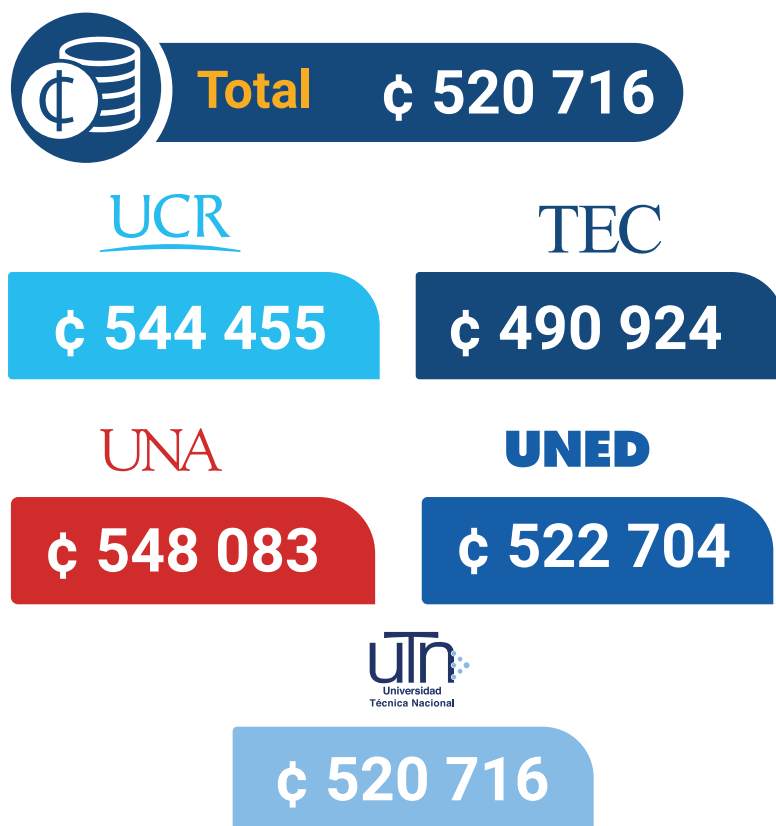 Total ¢ 520 716
UCR
TEC
¢ 544 455
¢ 490 924
UNA
UNED
¢ 548 083
¢ 522 704
UTn
Universidad
Técnica Nacional
¢ 520 716